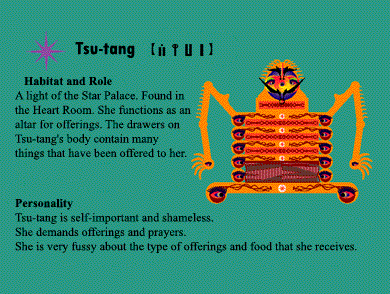 Tsu-tang
Habitat and Role
A light of the Star Palace. Found in
the Heart Room. She functions as an
altar for offerings. The drawers on
Tsu-tang's body contain many
things that have been offered to her.
Personality
Tsu-tang is self-important and shameless.
She demands offerings and prayers.
She is very fussy about the type of offerings and food that she receives.